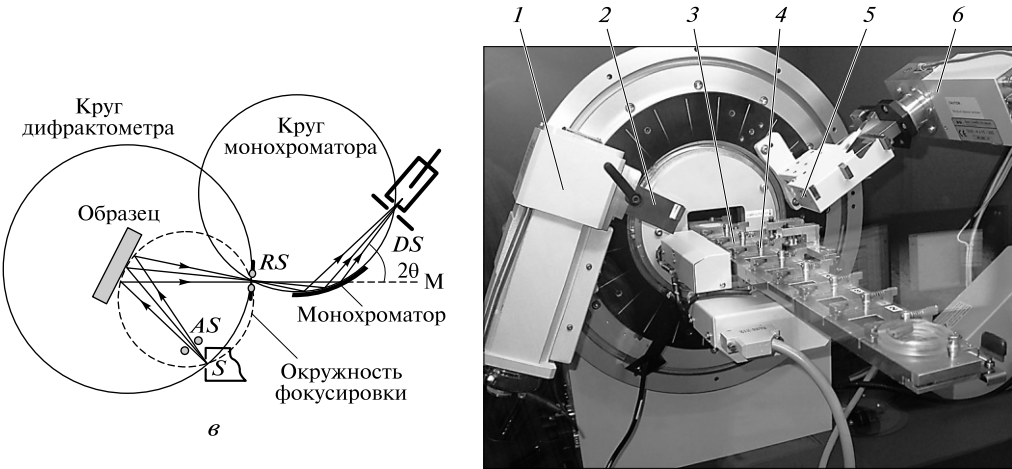 1 2 3 4 5 6
Круг
дифрактометра
Круг
монохроматора
Образец
RS
DS
2θ
М
Монохроматор
AS
S
Окружность
фокусировки
в